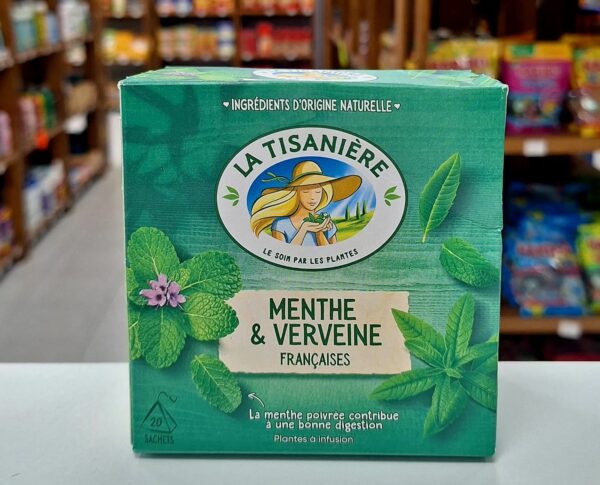 ♥ INGRÉDIENTS D'ORIGINE NATURELLE ♥
LA TISANIÈRE
LE SOIN PAR LES PLANTES
MENTHE
& VERVEINE
FRANÇAISES
La menthe poivrée contribue
à une bonne digestion
Plantes à infusion
20
SACHETS